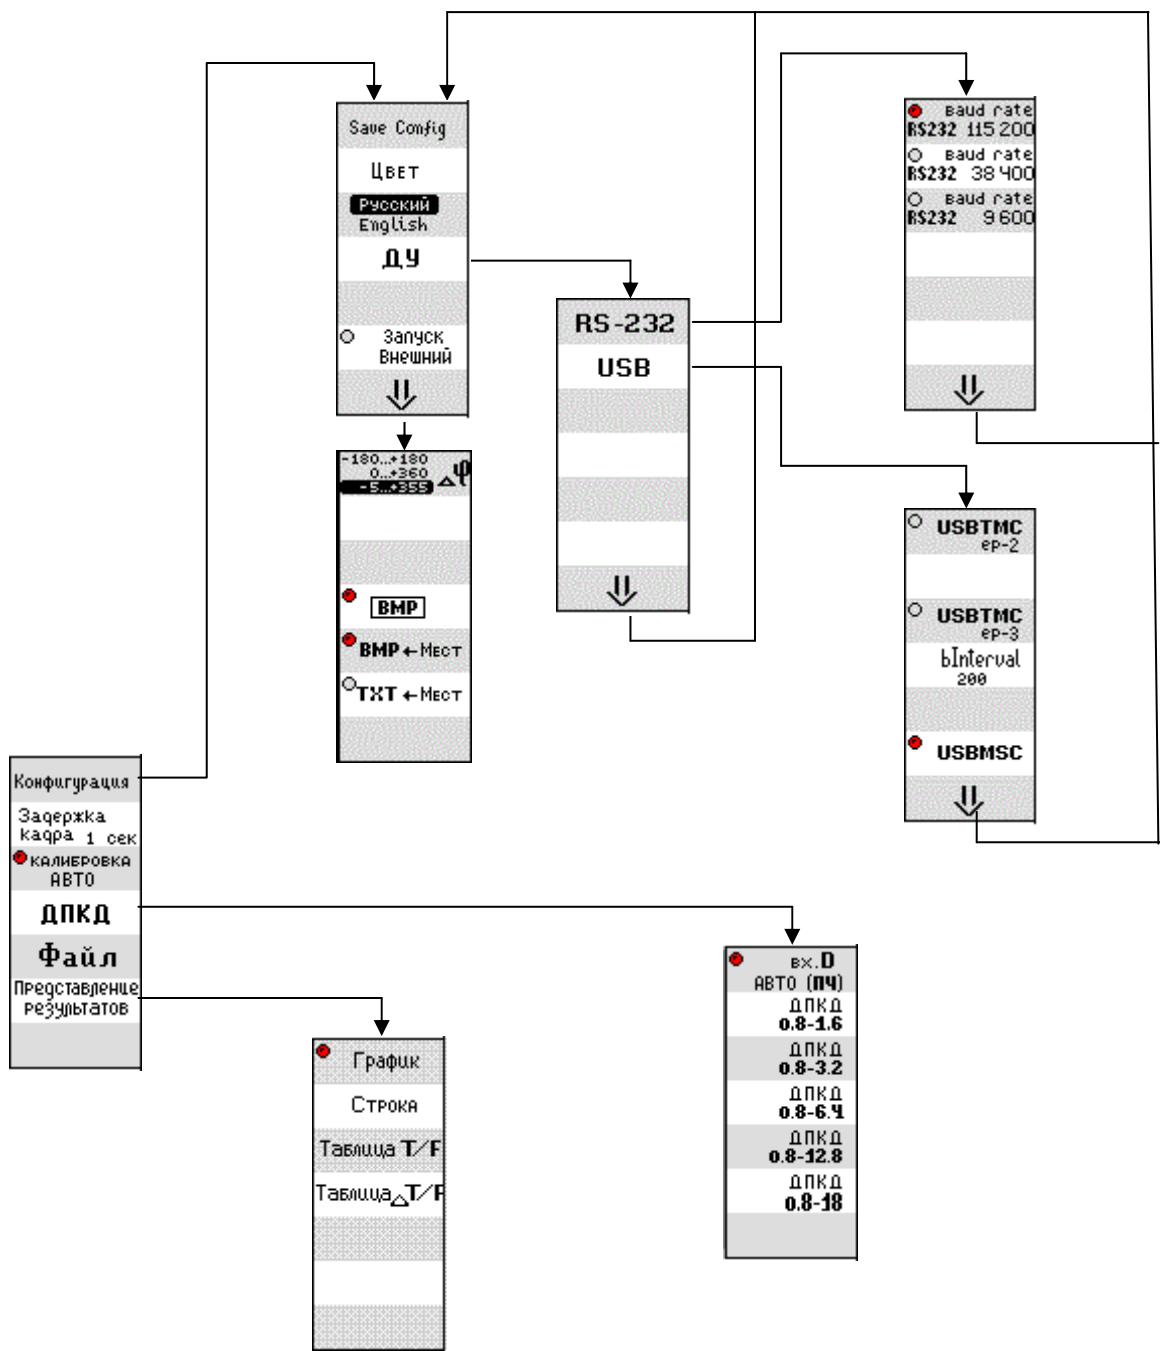 Save Config
Цвет
Русский
English
ДУ
Запуск
Внешний
-180...+180
0...+360
-5...+355
△φ
BMP
BMP ← Мест
TXT ← Мест
RS-232
USB
baud rate
RS232 115 200
baud rate
RS232 38 400
baud rate
RS232 9 600
USBTMC
ep-2
USBTMC
ep-3
bInterval
200
USBMSC
Конфигурация
Задержка
кадра 1 сек
КАЛИБРОВКА
АВТО
ДПКД
Файл
Представление
результатов
График
Строка
Таблица T/F
Таблица △T/F
вх.D
АВТО (ПЧ)
ДПКД
0.8-1.6
ДПКД
0.8-3.2
ДПКД
0.8-6.4
ДПКД
0.8-12.8
ДПКД
0.8-18